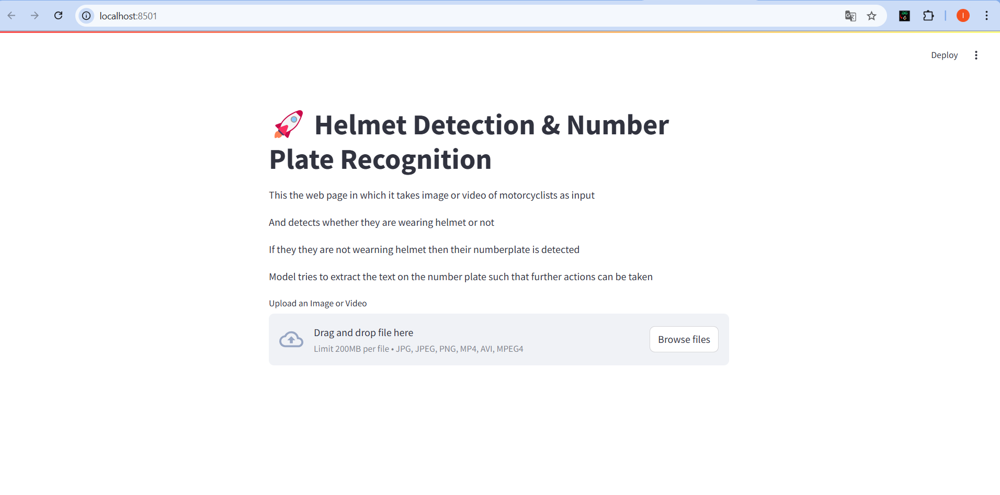 localhost:8501
Deploy
🚀 Helmet Detection & Number
Plate Recognition
This the web page in which it takes image or video of motorcyclists as input
And detects whether they are wearing helmet or not
If they they are not wearning helmet then their numberplate is detected
Model tries to extract the text on the number plate such that further actions can be taken
Upload an Image or Video
Drag and drop file here
Limit 200MB per file • JPG, JPEG, PNG, MP4, AVI, MPEG4
Browse files